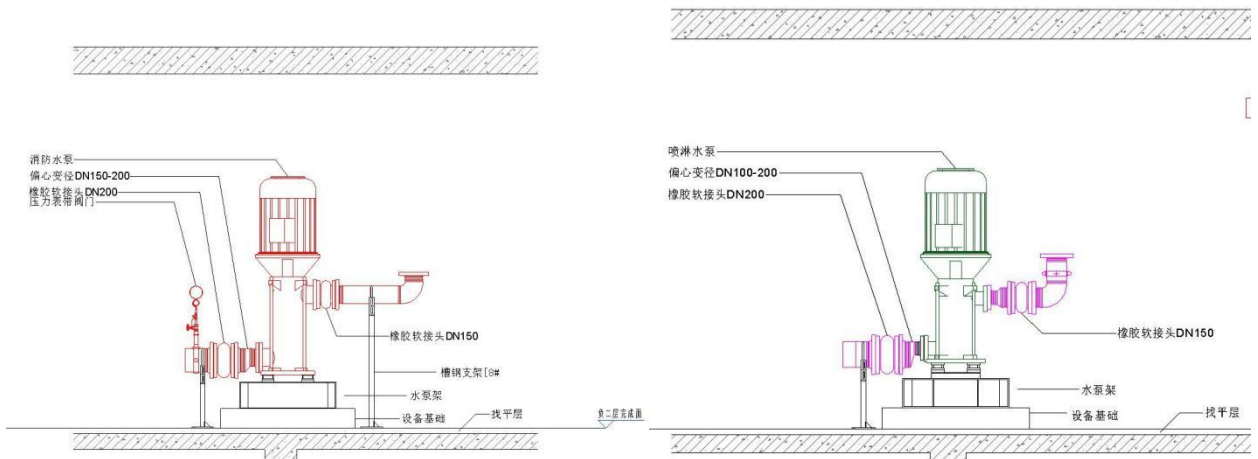 消防水泵
偏心变径DN150-200
橡胶软接头DN200
压力表带阀门
橡胶软接头DN150
槽钢支架[8#
水泵架
设备基础
找平层
负二层完成面
喷淋水泵
偏心变径DN100-200
橡胶软接头DN200
橡胶软接头DN150
水泵架
设备基础
找平层